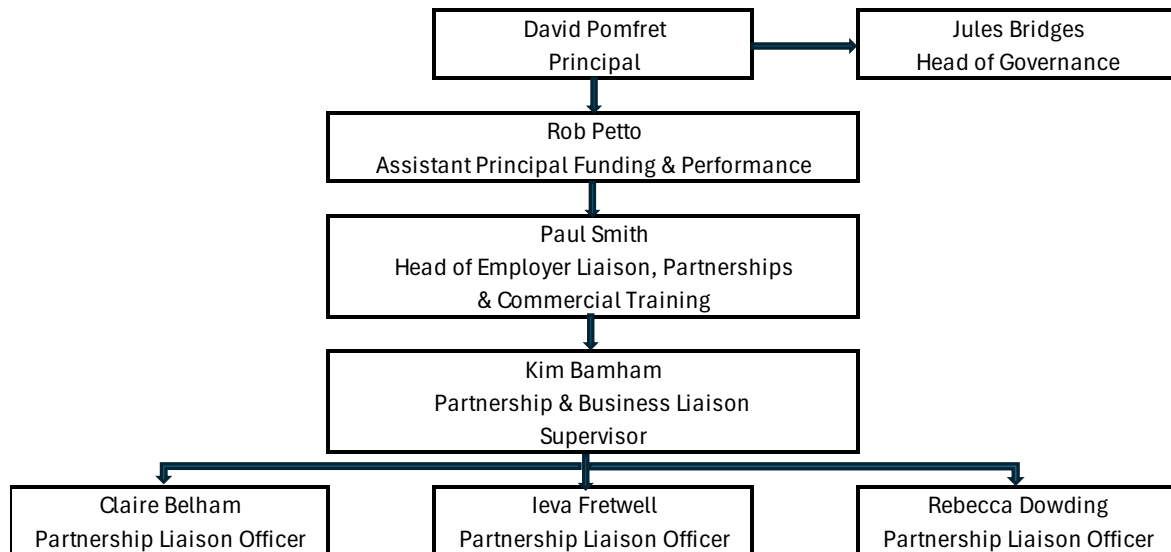 David Pomfret
Principal
Jules Bridges
Head of Governance
Rob Petto
Assistant Principal Funding & Performance
Paul Smith
Head of Employer Liaison, Partnerships
& Commercial Training
Kim Bamham
Partnership & Business Liaison
Supervisor
Claire Belham
Partnership Liaison Officer
Ieva Fretwell
Partnership Liaison Officer
Rebecca Dowding
Partnership Liaison Officer